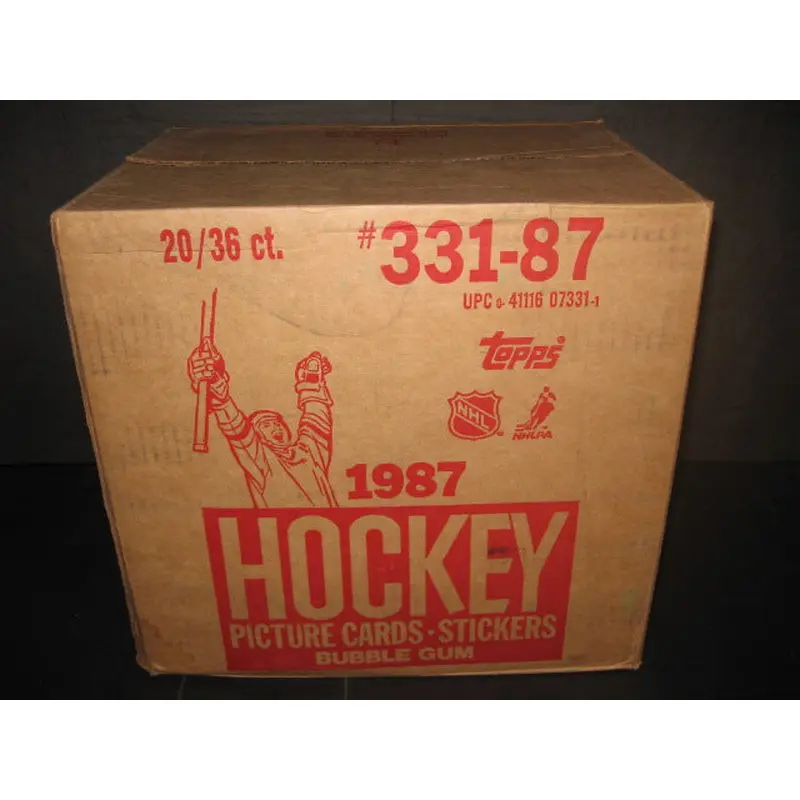 20/36 ct.
#331-87
UPC 0- 41116 07331-1
topps
NHL
NHLPA
1987
HOCKEY
PICTURE CARDS · STICKERS
BUBBLE GUM